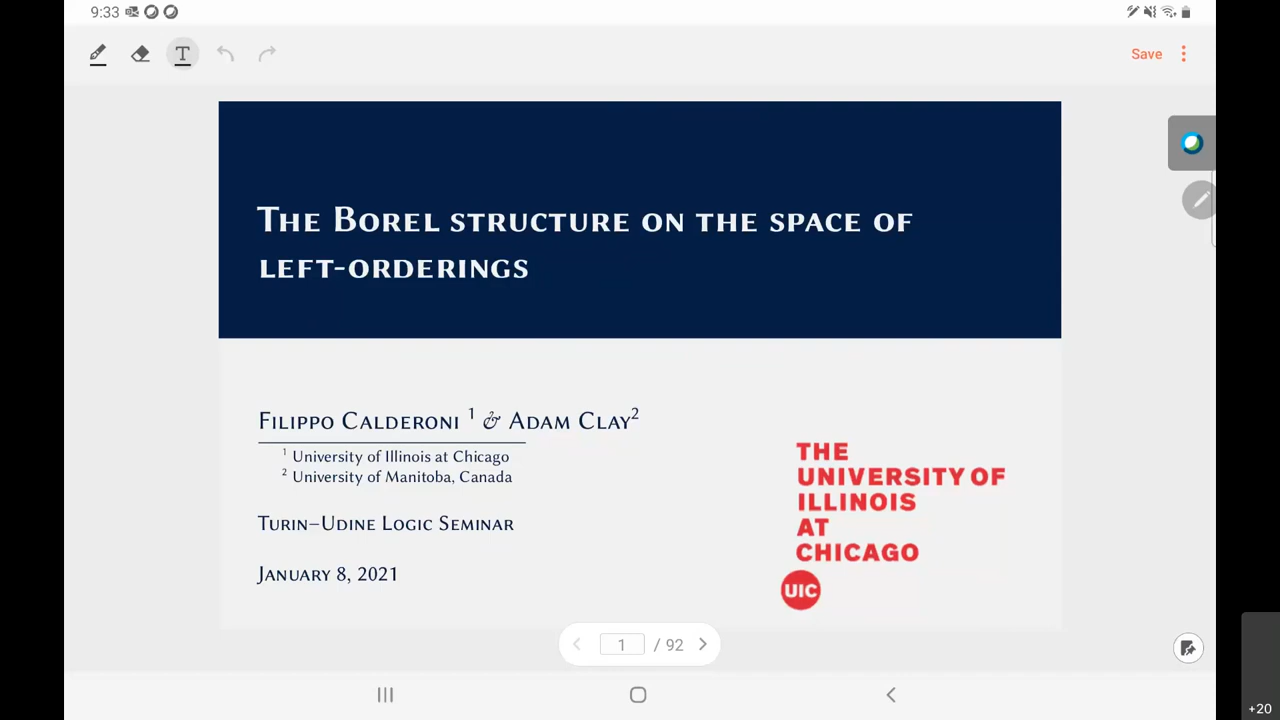 9:33
T
Save
The Borel structure on the space of
left-orderings
Filippo Calderoni 1 & Adam Clay2
1 University of Illinois at Chicago
2 University of Manitoba, Canada
Turin–Udine Logic Seminar
January 8, 2021
THE
UNIVERSITY OF
ILLINOIS
AT
CHICAGO
UIC
1 / 92
+20